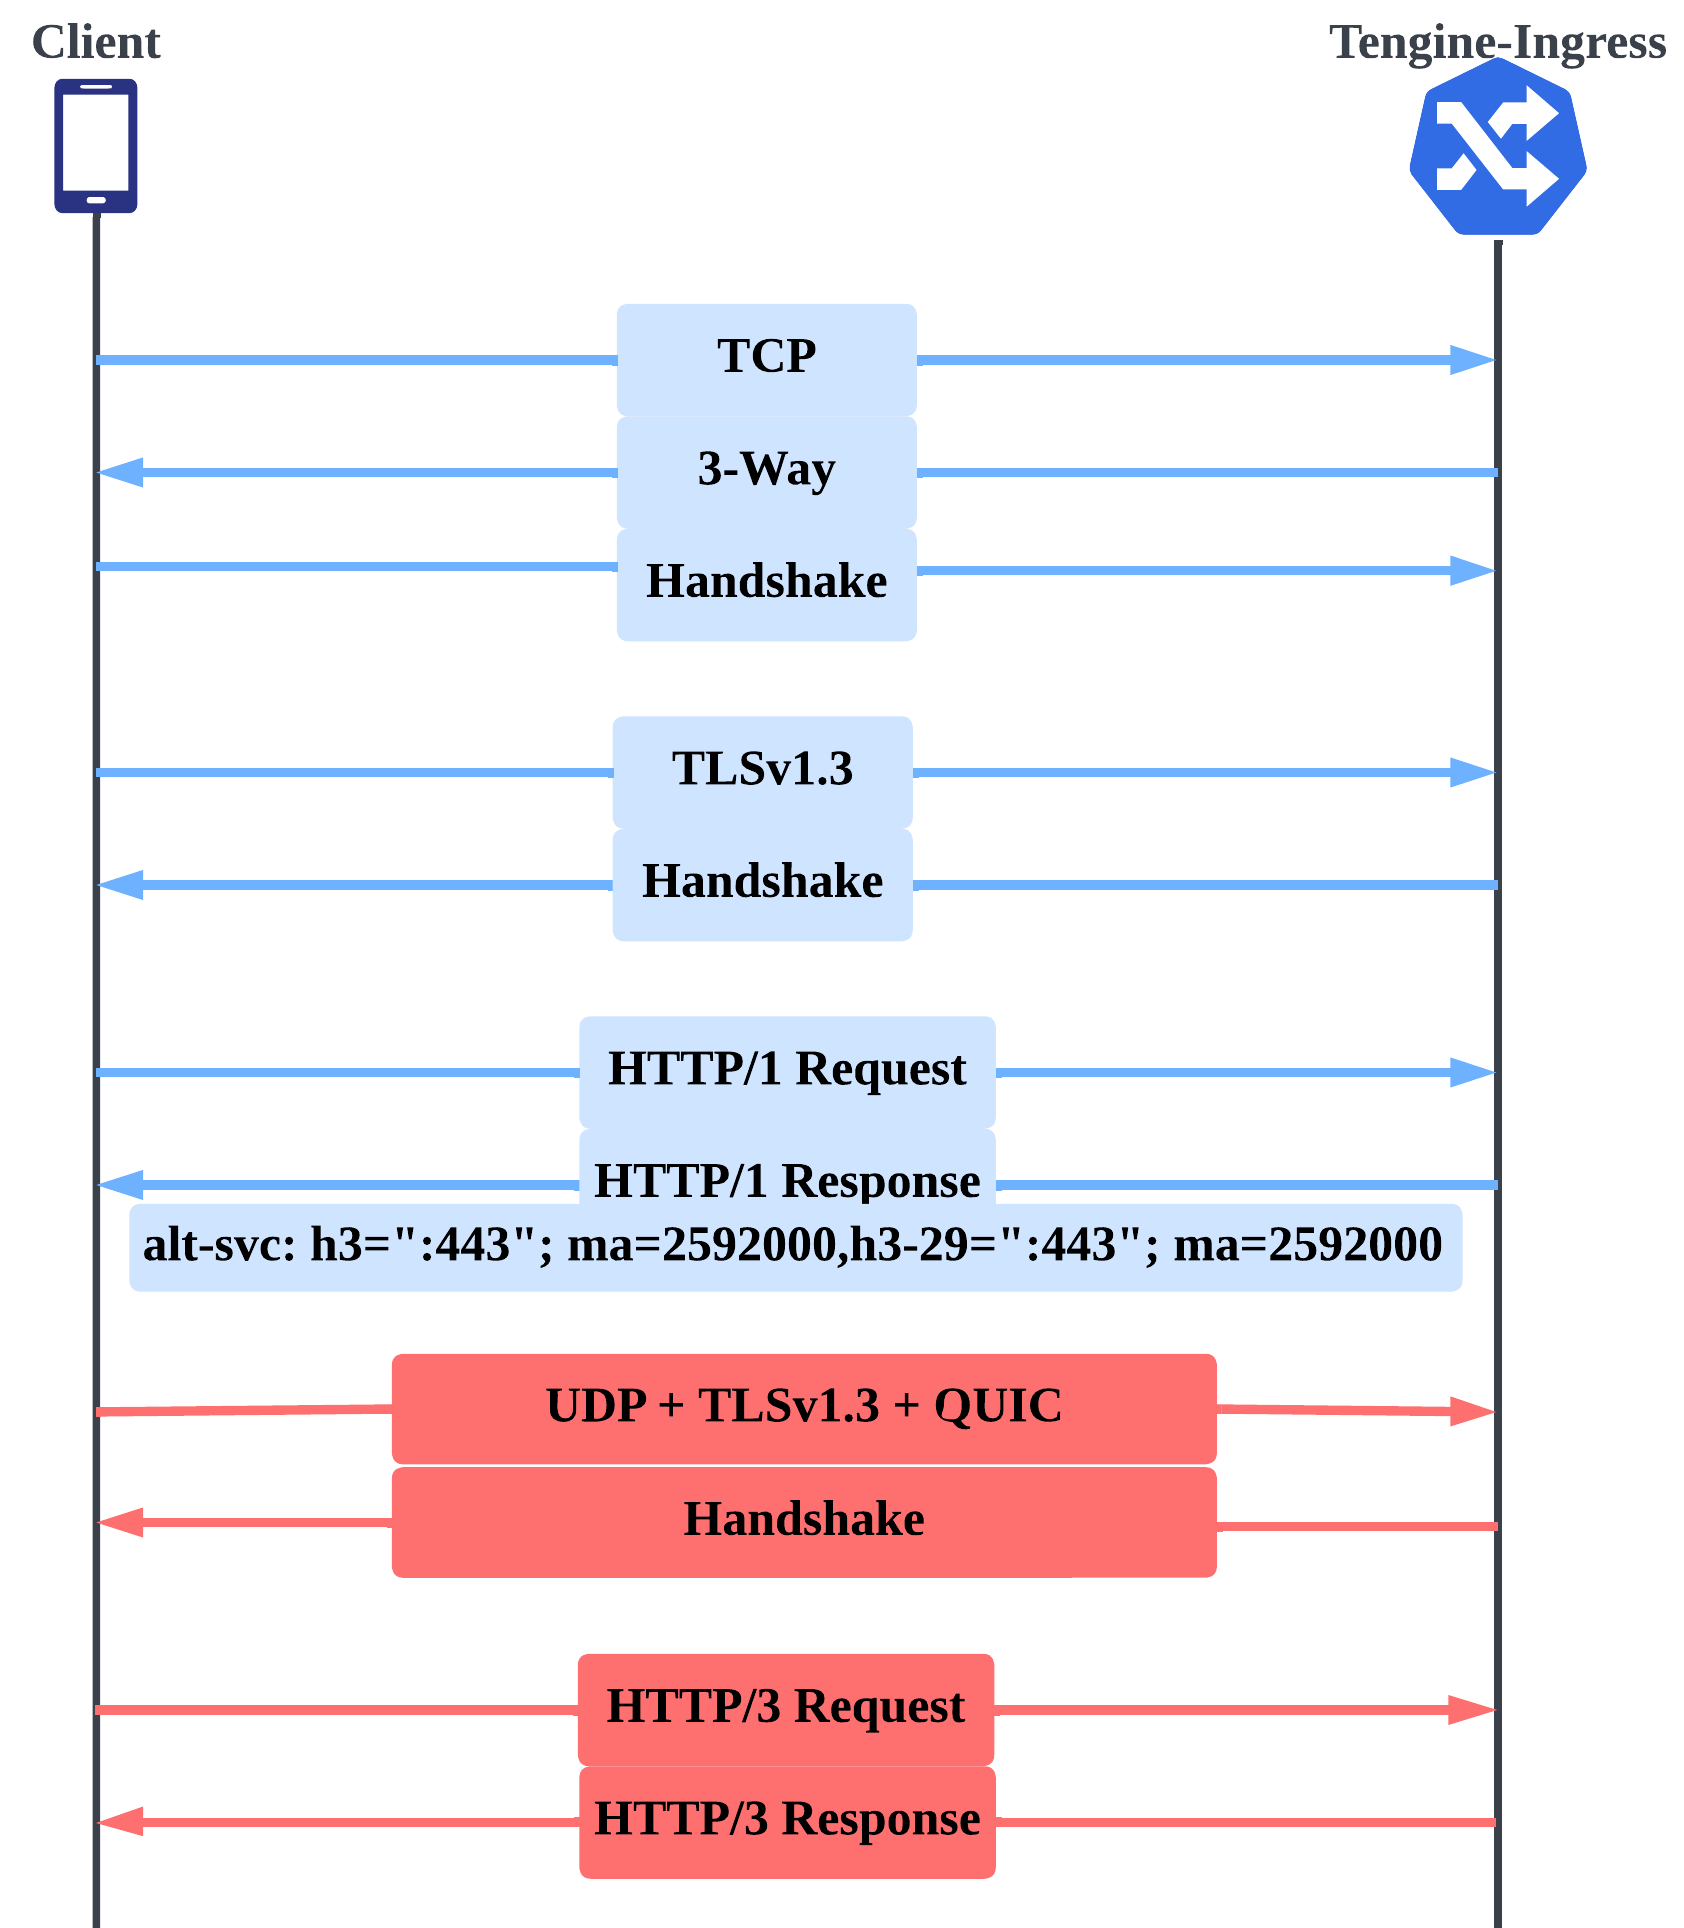 Client
Tengine-Ingress
TCP
3-Way
Handshake
TLSv1.3
Handshake
HTTP/1 Request
HTTP/1 Response
alt-svc: h3=":443"; ma=2592000,h3-29=":443"; ma=2592000
UDP + TLSv1.3 + QUIC
Handshake
HTTP/3 Request
HTTP/3 Response